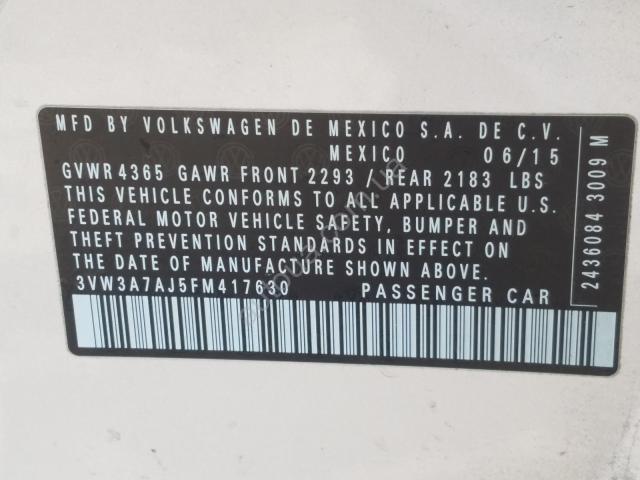 MFD BY VOLKSWAGEN DE MEXICO S.A. DE C.V.
MEXICO 06/15
GVWR 4365 GAWR FRONT 2293 / REAR 2183 LBS
THIS VEHICLE CONFORMS TO ALL APPLICABLE U.S.
FEDERAL MOTOR VEHICLE SAFETY, BUMPER AND
THEFT PREVENTION STANDARDS IN EFFECT ON
THE DATE OF MANUFACTURE SHOWN ABOVE.
3VW3A7AJ5FM417630 PASSENGER CAR
2436084 3009 M